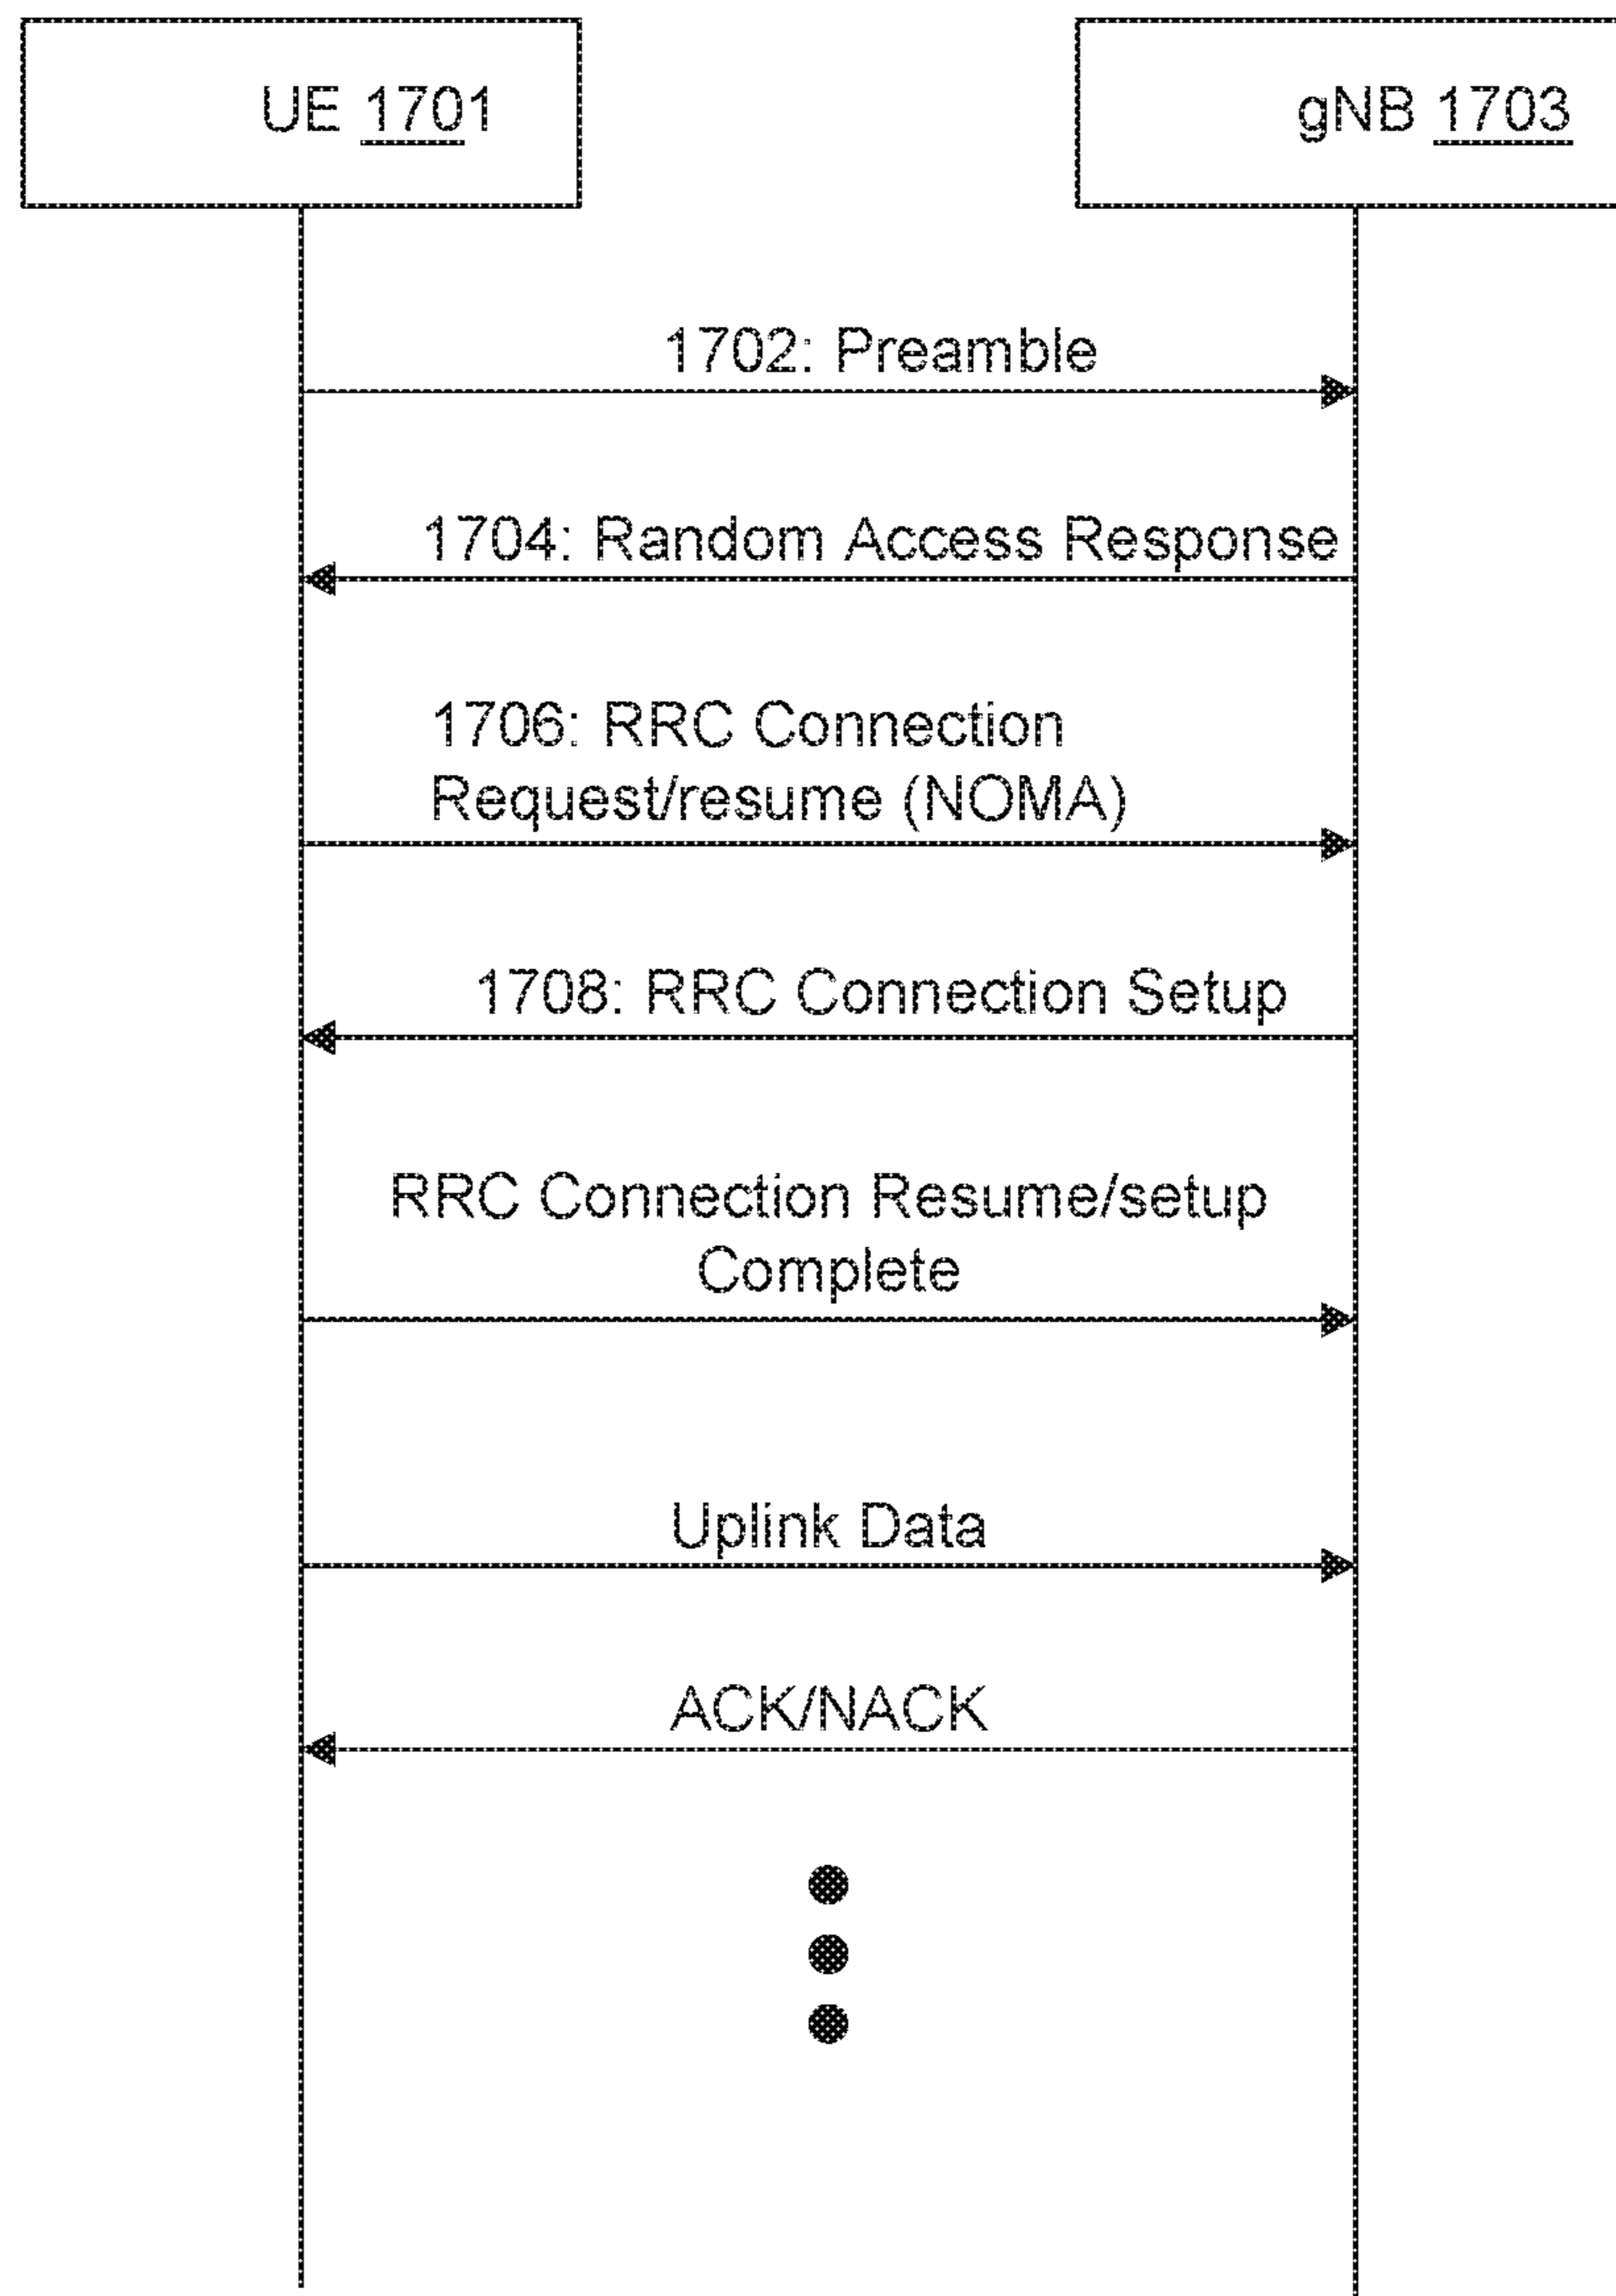 UE 1701
gNB 1703
1702: Preamble
1704: Random Access Response
1706: RRC Connection
Request/resume (NOMA)
1708: RRC Connection Setup
RRC Connection Resume/setup
Complete
Uplink Data
ACK/NACK